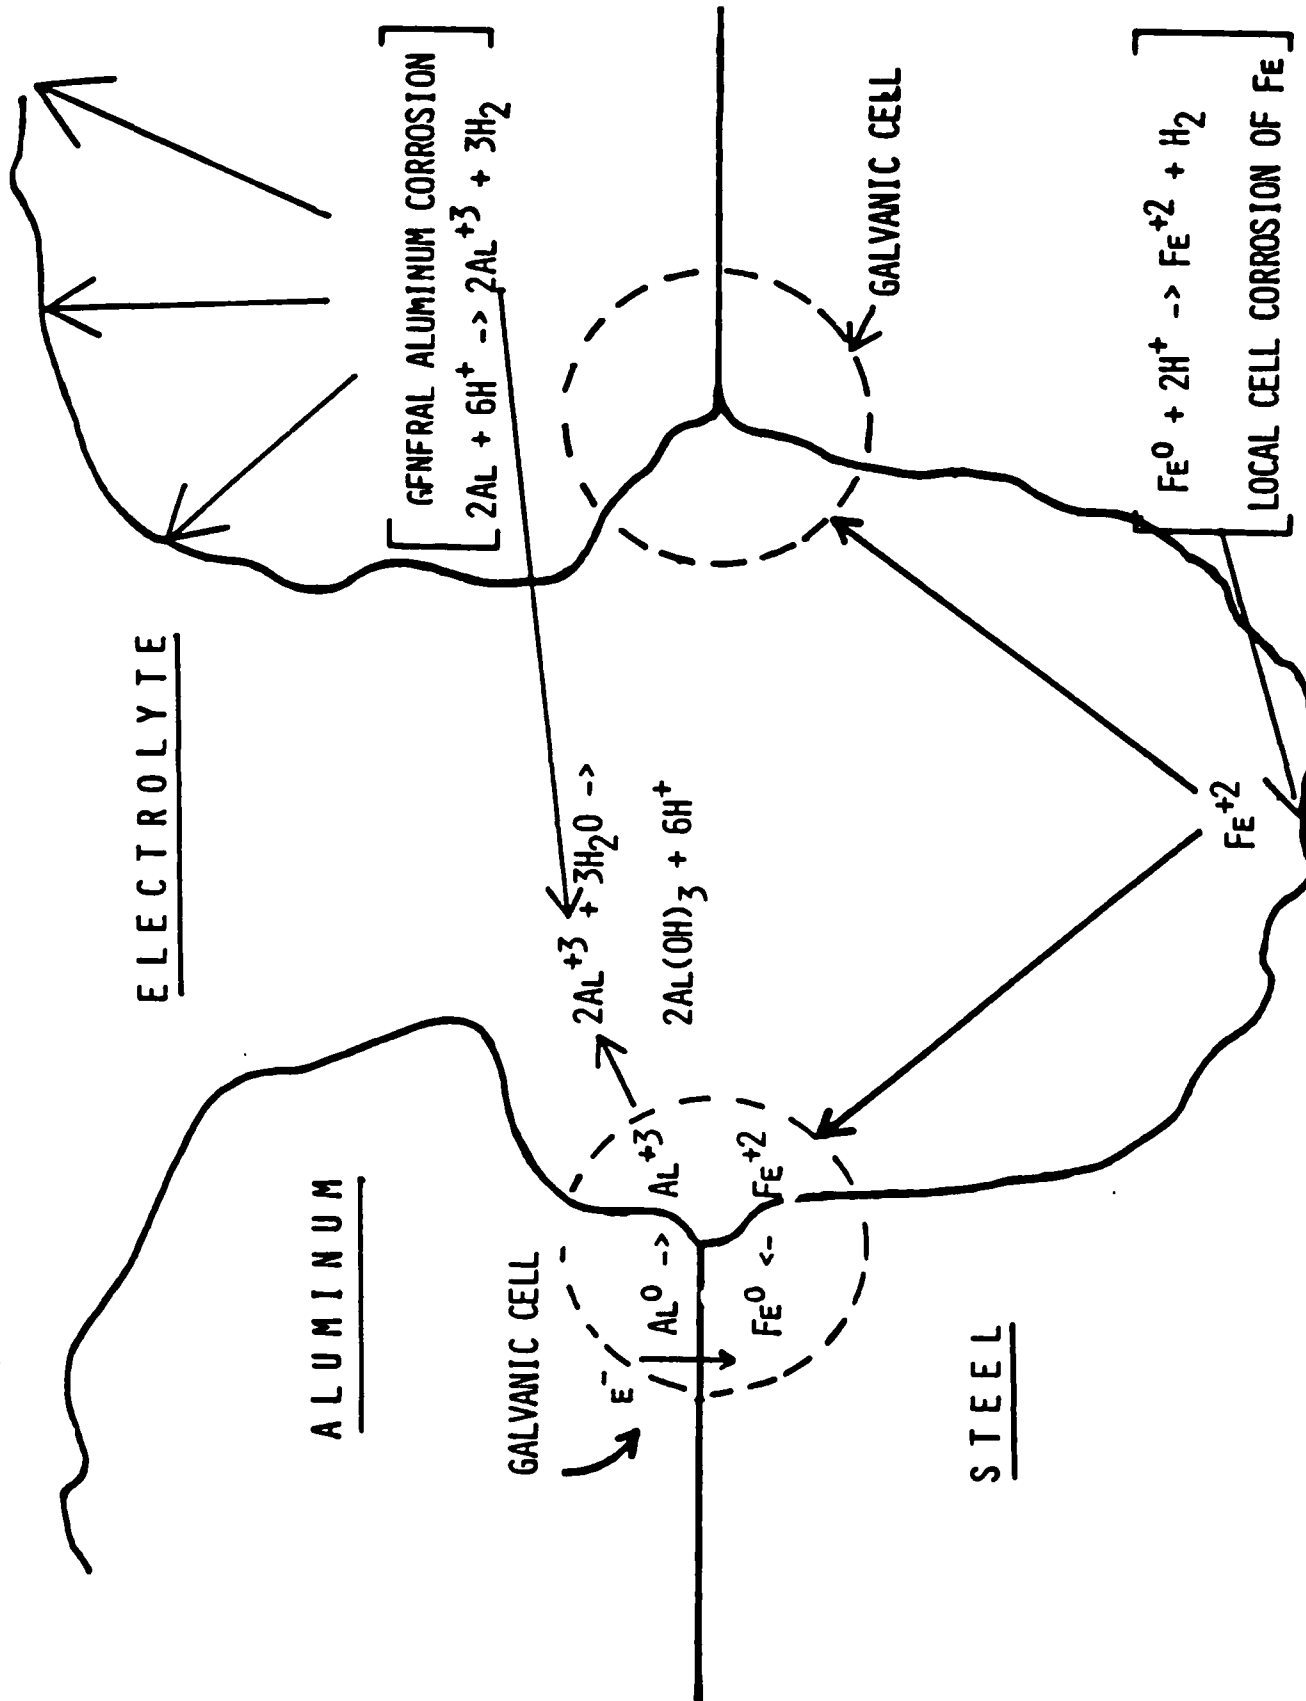 ELECTROLYTE
ALUMINUM
GFNFRAL ALUMINUM CORROSION
2AL + 6H⁺ -> 2AL⁺³ + 3H₂
GALVANIC CELL
E⁻
AL⁰ -> AL⁺³
FE⁰ <- FE⁺²
2AL⁺³ + 3H₂O ->
2AL(OH)₃ + 6H⁺
GALVANIC CELL
STEEL
FE⁺²
FE⁰ + 2H⁺ -> FE⁺² + H₂
LOCAL CELL CORROSION OF FE